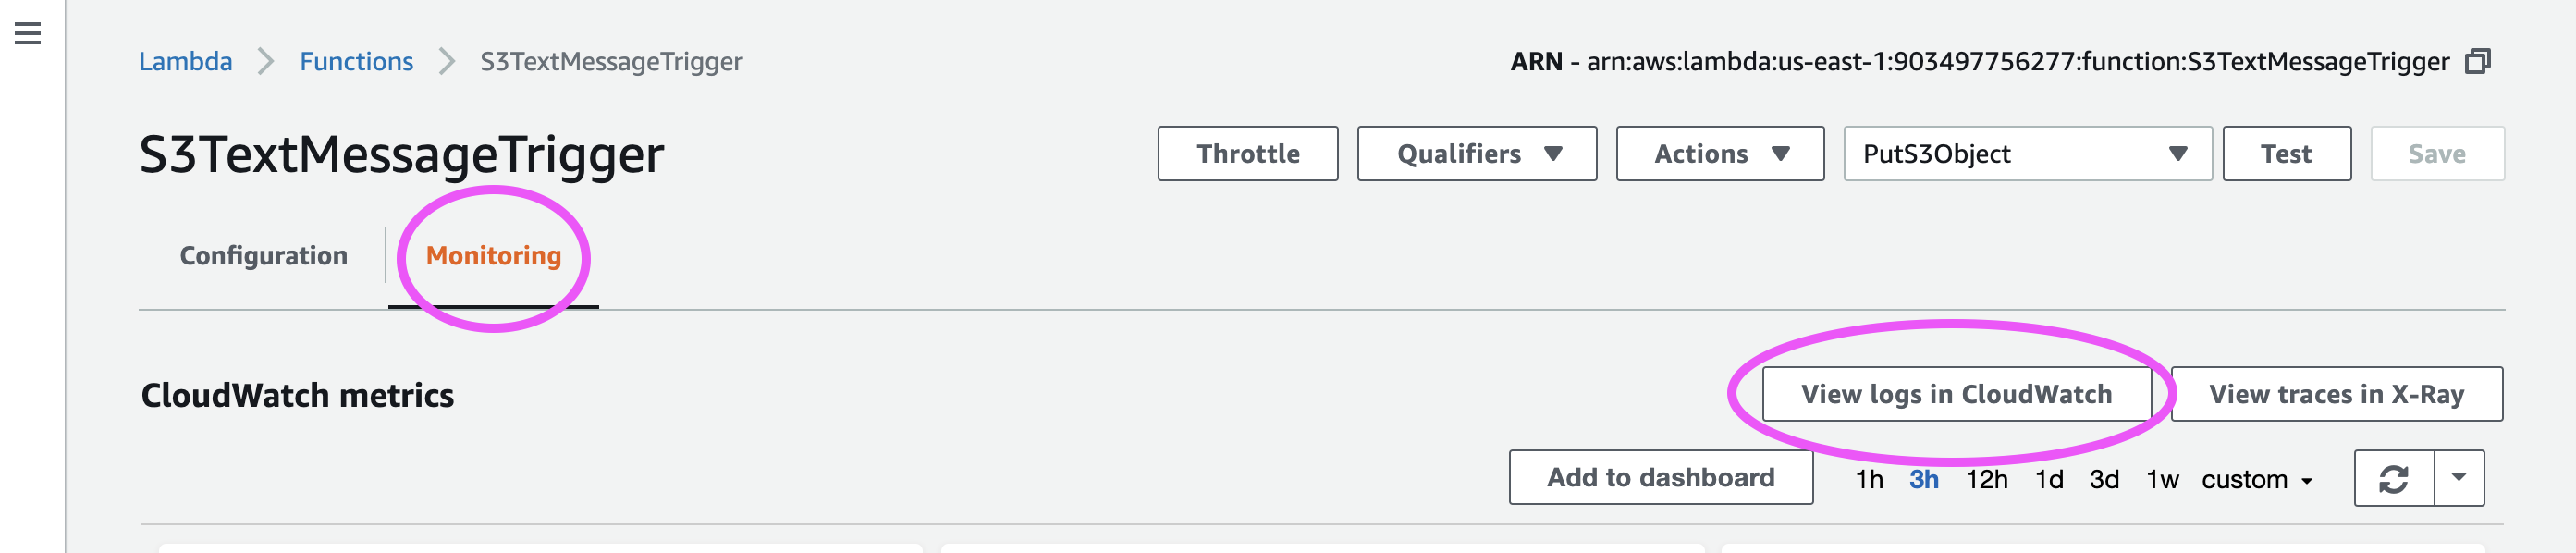 Lambda > Functions > S3TextMessageTrigger
ARN - arn:aws:lambda:us-east-1:903497756277:function:S3TextMessageTrigger
S3TextMessageTrigger
Throttle
Qualifiers
Actions
PutS3Object
Test
Save
Configuration
Monitoring
CloudWatch metrics
View logs in CloudWatch
View traces in X-Ray
Add to dashboard
1h 3h 12h 1d 3d 1w custom